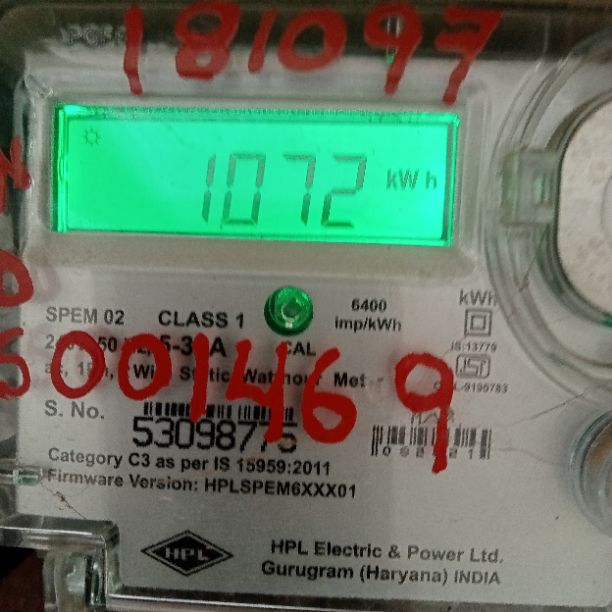 181097
1072 kWh
SPEM 02 CLASS 1 6400 imp/kWh kWh
CAL IS:13779
001469
S. No. 53098775
Category C3 as per IS 15959:2011
Firmware Version: HPLSPEM6XXX01
HPL
HPL Electric & Power Ltd.
Gurugram (Haryana) INDIA